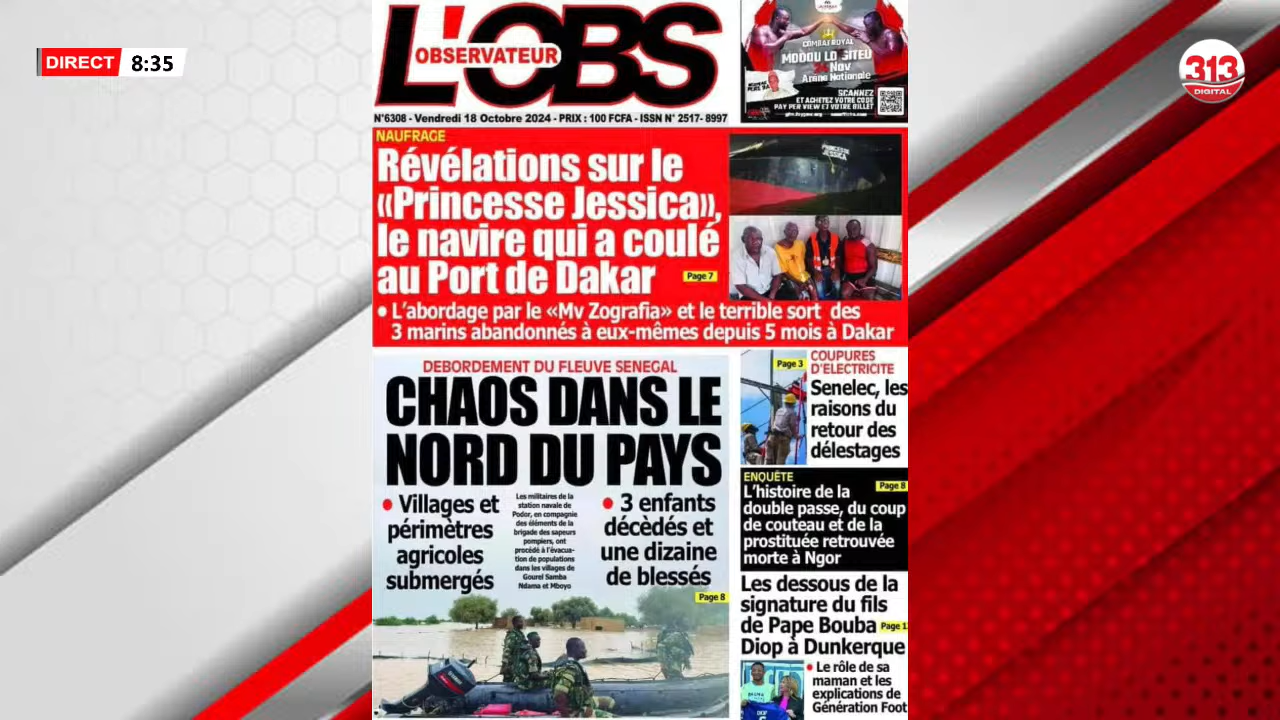 DIRECT 8:35
L'OBS
OBSERVATEUR
N°6308 - Vendredi 18 Octobre 2024 - PRIX : 100 FCFA - ISSN N° 2517- 8997
COMBAT ROYAL
MODOU LO SITEU
Nov
Arène Nationale
SCANNEZ
ET ACHETEZ VOTRE CODE
PAY PER VIEW ET VOTRE BILLET
313
DIGITAL
NAUFRAGE
Révélations sur le
«Princesse Jessica»,
le navire qui a coulé
au Port de Dakar
Page 7
PRINCESSE
JESSICA
• L'abordage par le «Mv Zografia» et le terrible sort des
3 marins abandonnés à eux-mêmes depuis 5 mois à Dakar
DEBORDEMENT DU FLEUVE SENEGAL
CHAOS DANS LE
NORD DU PAYS
• Villages et
périmètres
agricoles
submergés
Les militaires de la
station navale de
Podor, en compagnie
des éléments de la
brigade des sapeurs
pompiers, ont
procédé à l'évacua-
tion de populations
dans les villages de
Gourel Samba
Ndama et Mboyo
• 3 enfants
décèdés et
une dizaine
de blessés
Page 8
Page 3
COUPURES
D'ELECTRICITE
Senelec, les
raisons du
retour des
délestages
ENQUÊTE
Page 8
L'histoire de la
double passe, du coup
de couteau et de la
prostituée retrouvée
morte à Ngor
Les dessous de la
signature du fils
de Pape Bouba
Page 1
Diop à Dunkerque
• Le rôle de sa
maman et les
explications de
Génération Foot